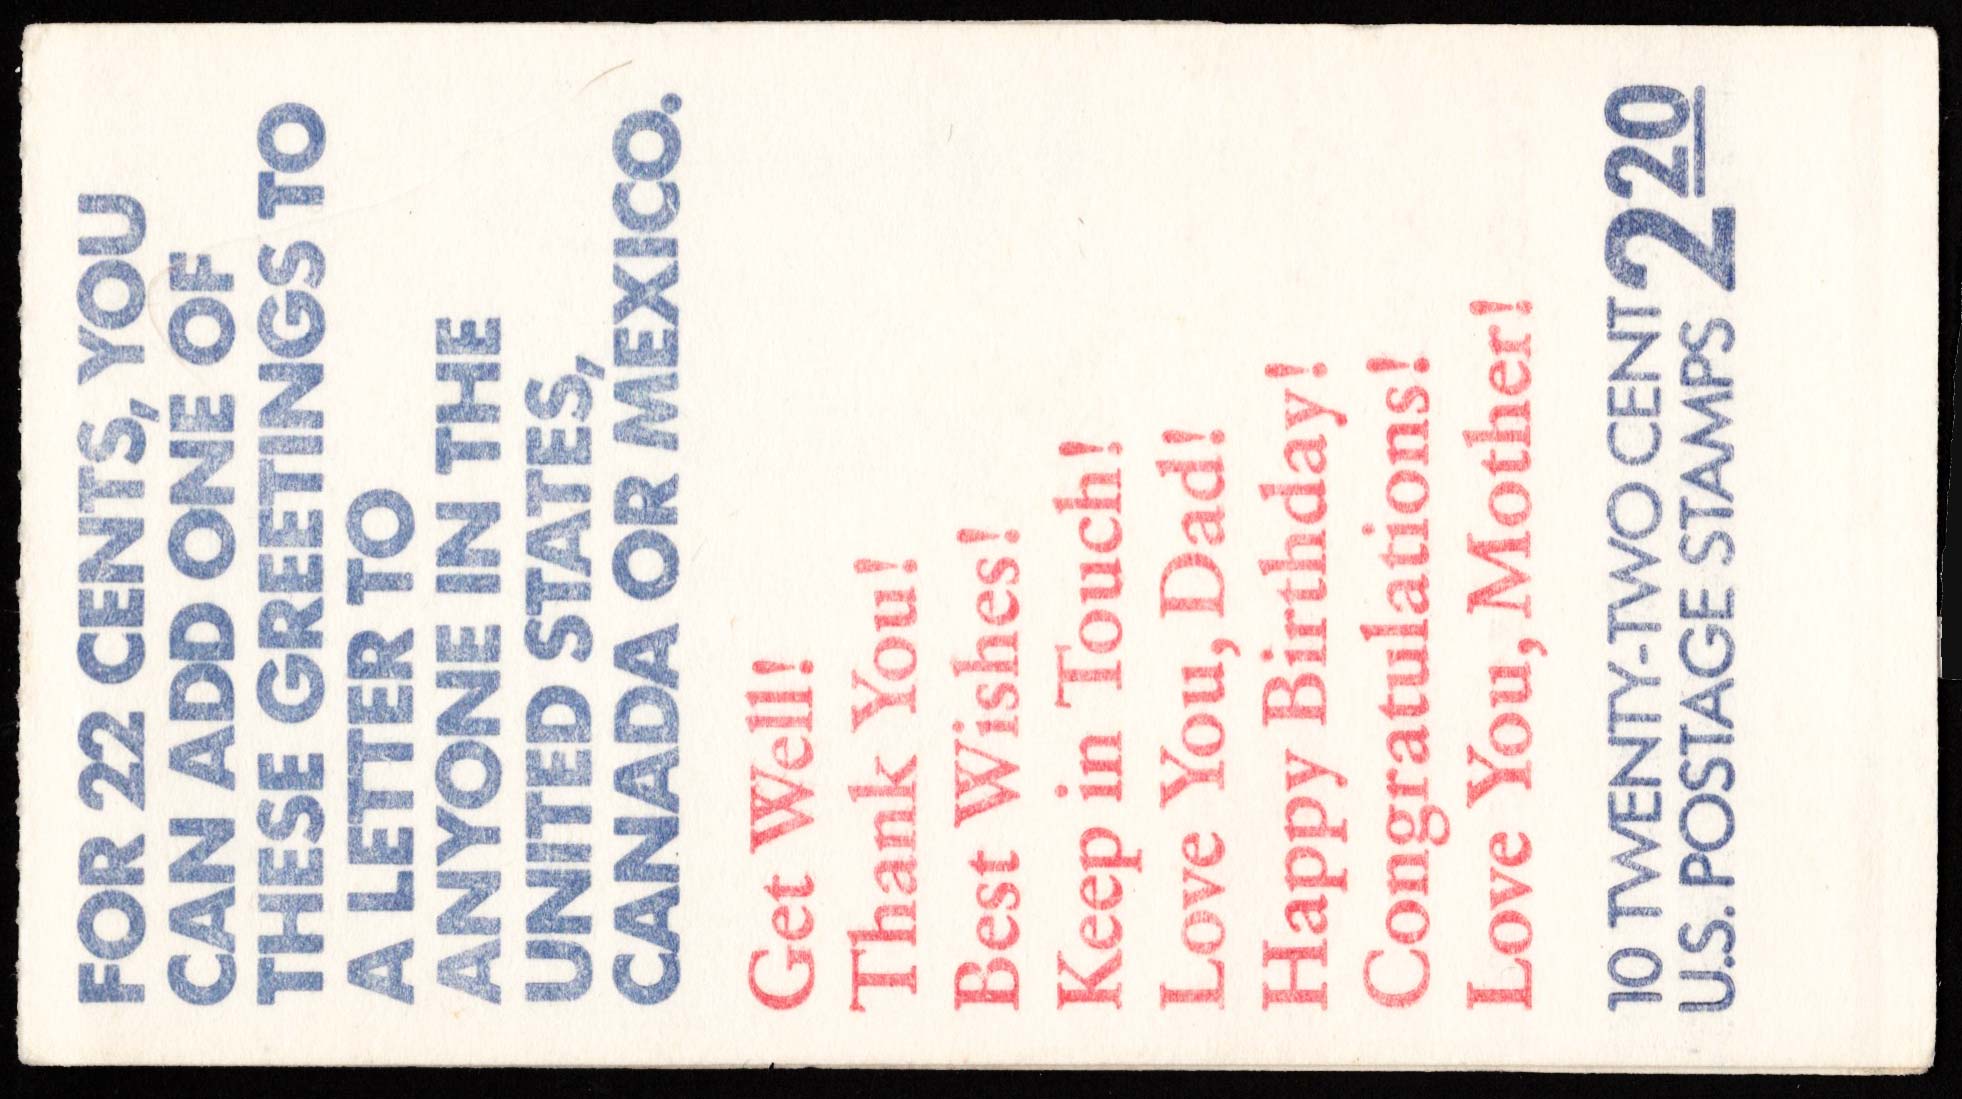 FOR 22 CENTS, YOU
CAN ADD ONE OF
THESE GREETINGS TO
A LETTER TO
ANYONE IN THE
UNITED STATES,
CANADA OR MEXICO.
Get Well!
Thank You!
Best Wishes!
Keep in Touch!
Love You, Dad!
Happy Birthday!
Congratulations!
Love You, Mother!
10 TWENTY-TWO CENT
U.S. POSTAGE STAMPS 2 20